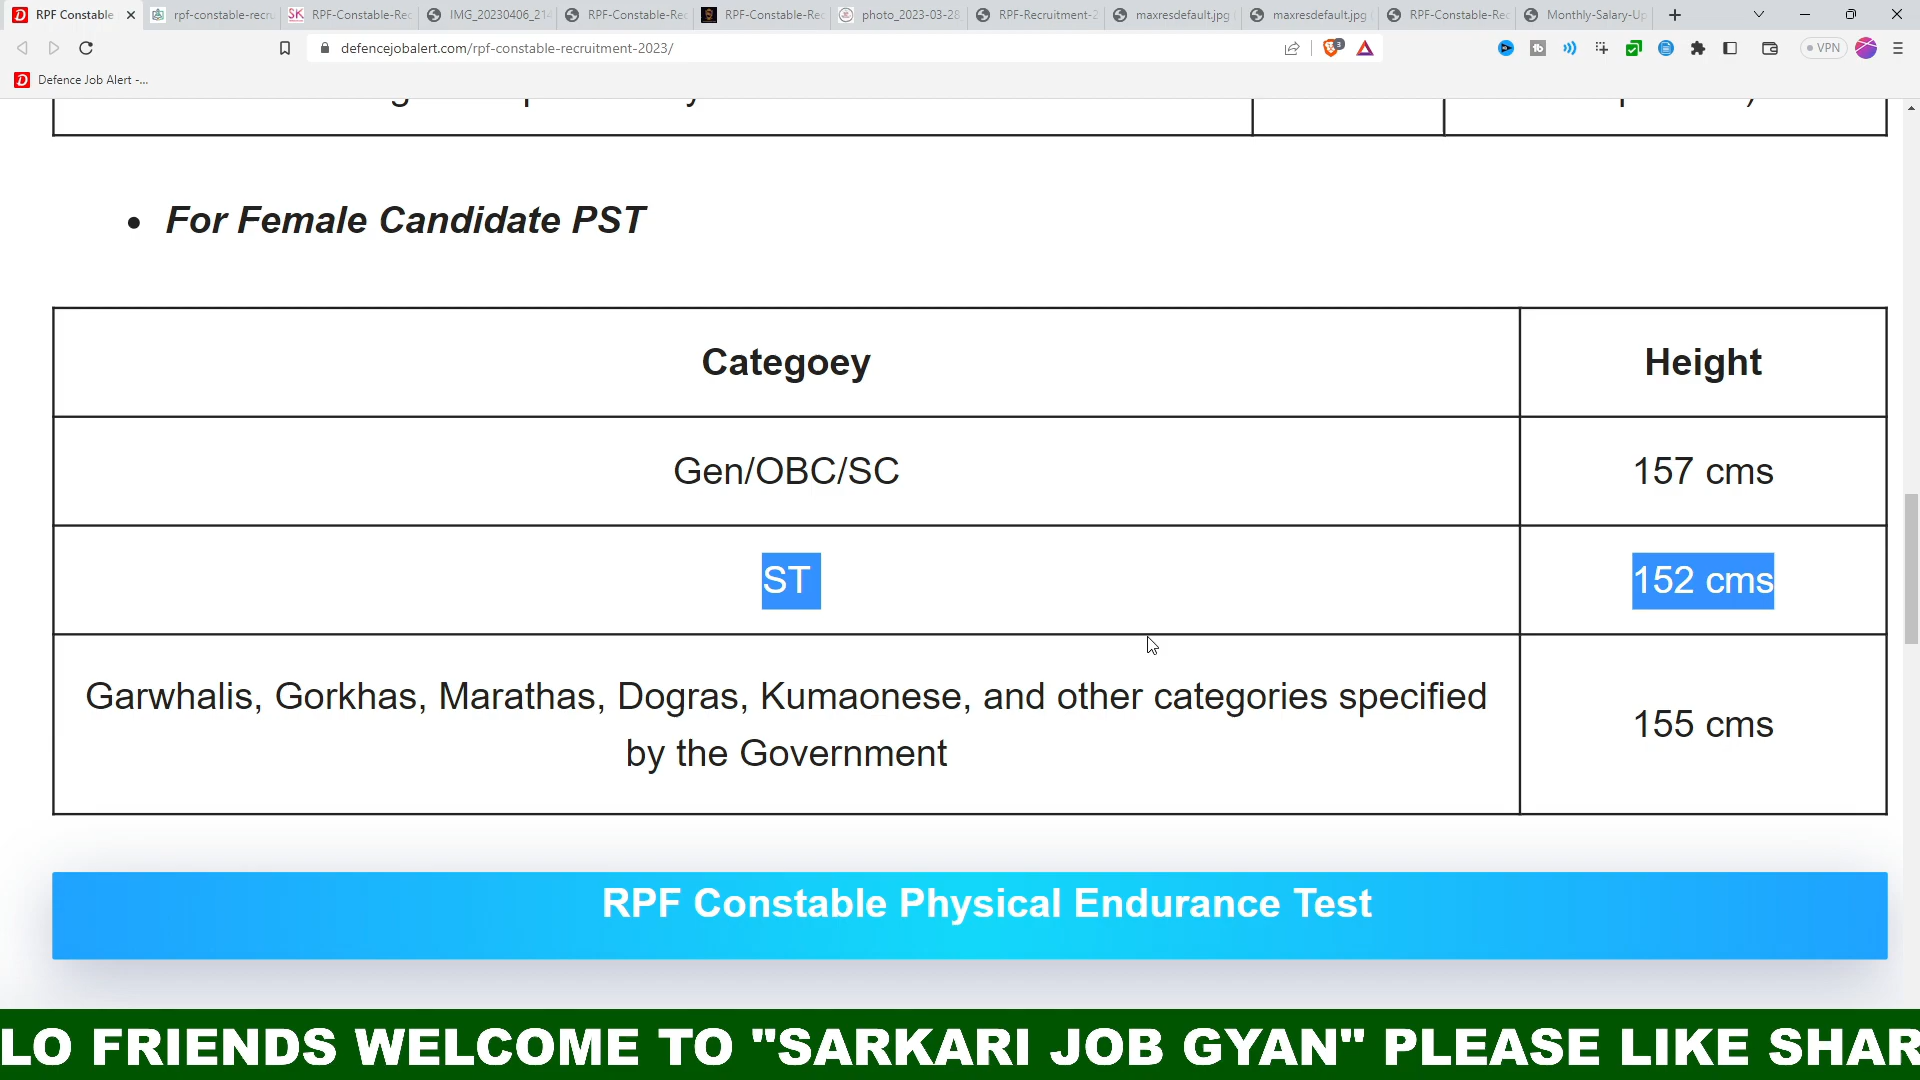 RPF Constable
rpf-constable-recru
RPF-Constable-Rec
IMG_20230406_21
RPF-Constable-Rec
RPF-Constable-Rec
photo_2023-03-28
RPF-Recruitment-2
maxresdefault.jpg
maxresdefault.jpg
RPF-Constable-Rec
Monthly-Salary-Up
defencejobalert.com/rpf-constable-recruitment-2023/
VPN
Defence Job Alert -...
For Female Candidate PST
Categoey
Height
Gen/OBC/SC
157 cms
ST
152 cms
Garwhalis, Gorkhas, Marathas, Dogras, Kumaonese, and other categories specified
by the Government
155 cms
RPF Constable Physical Endurance Test
LO FRIENDS WELCOME TO "SARKARI JOB GYAN" PLEASE LIKE SHAR